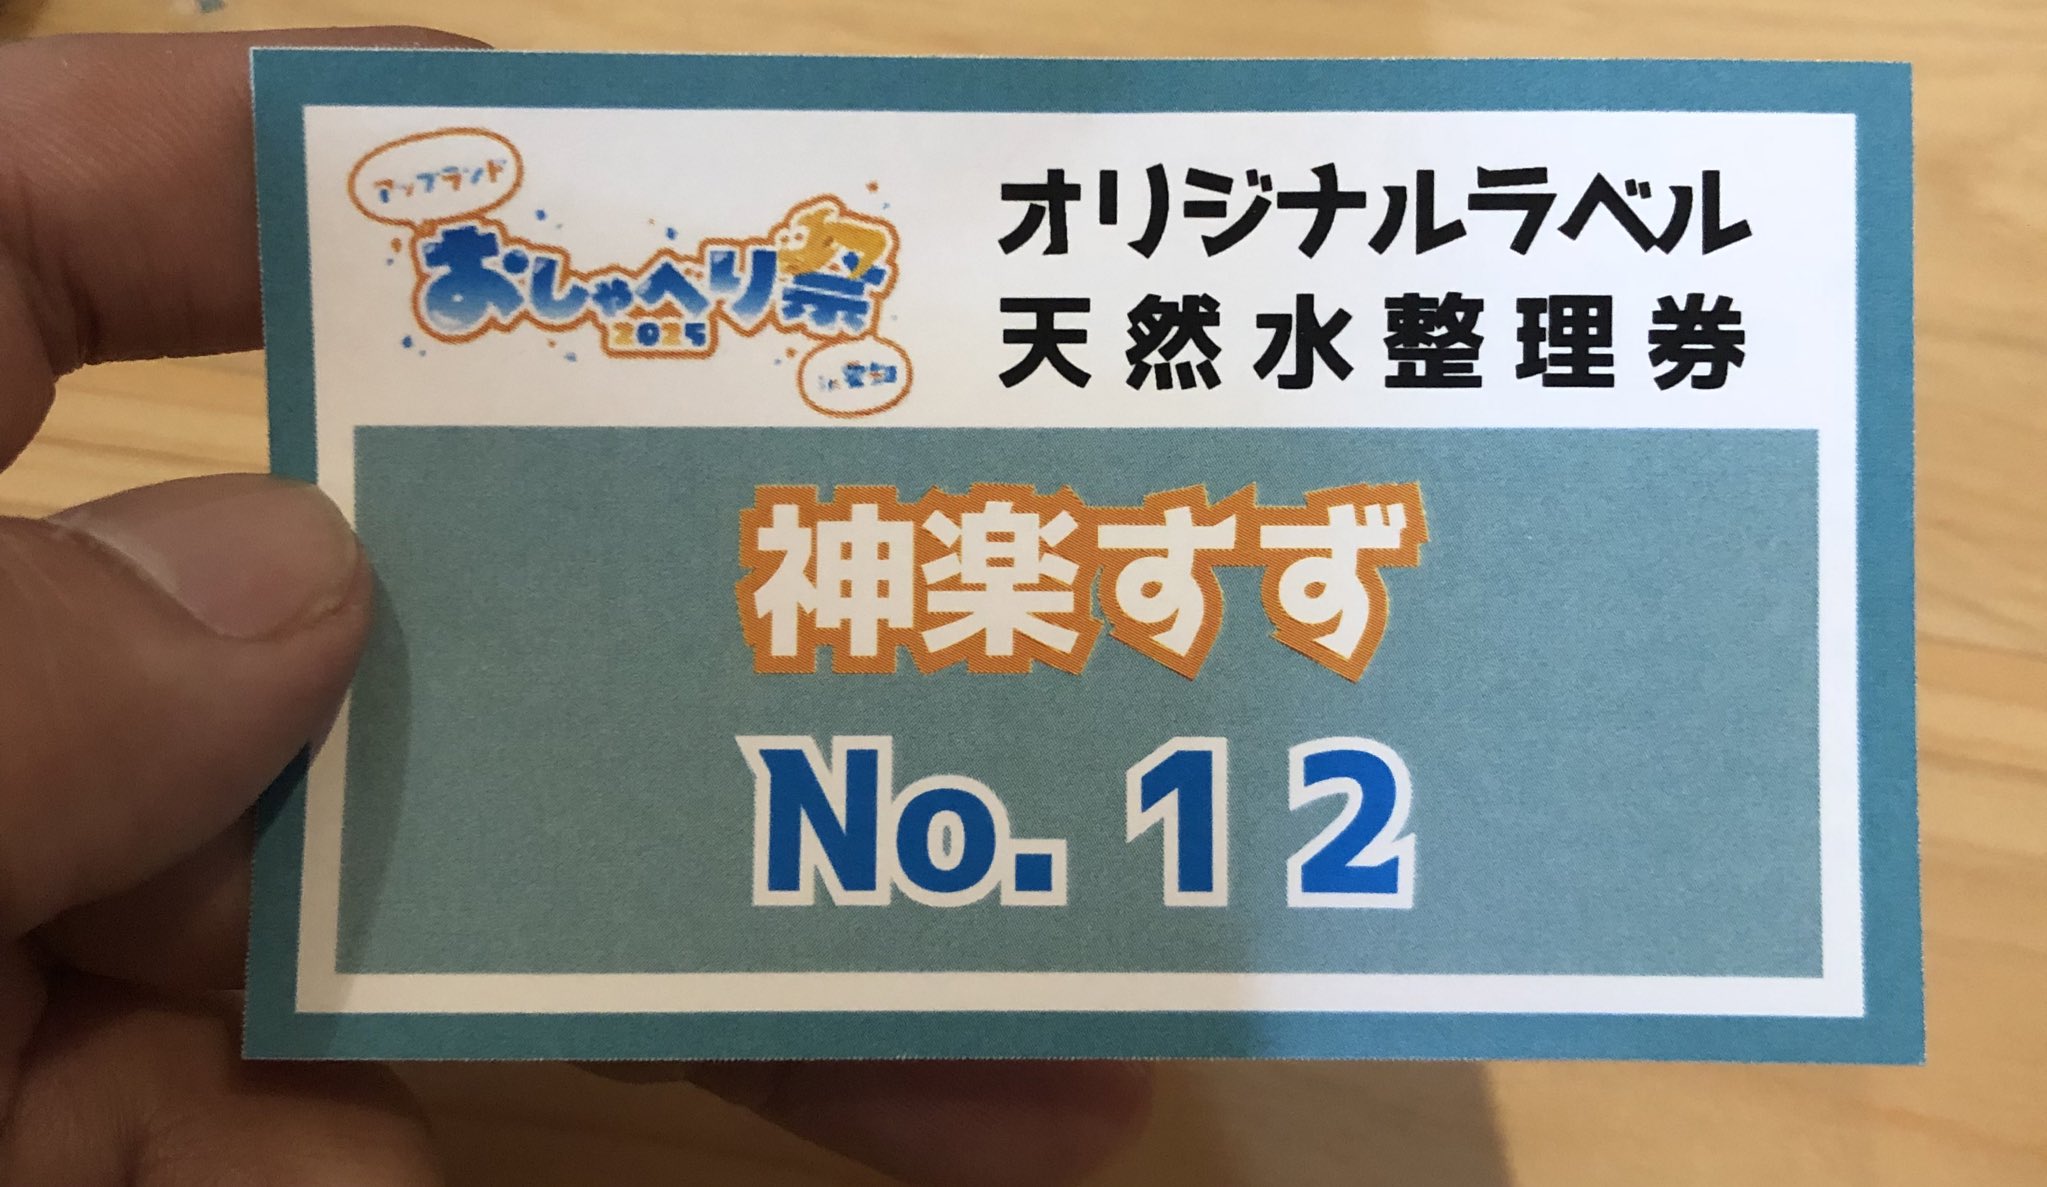 アップランド
おしゃべり祭
2025
in 愛知
オリジナルラベル
天然水整理券
神楽すず
No.12